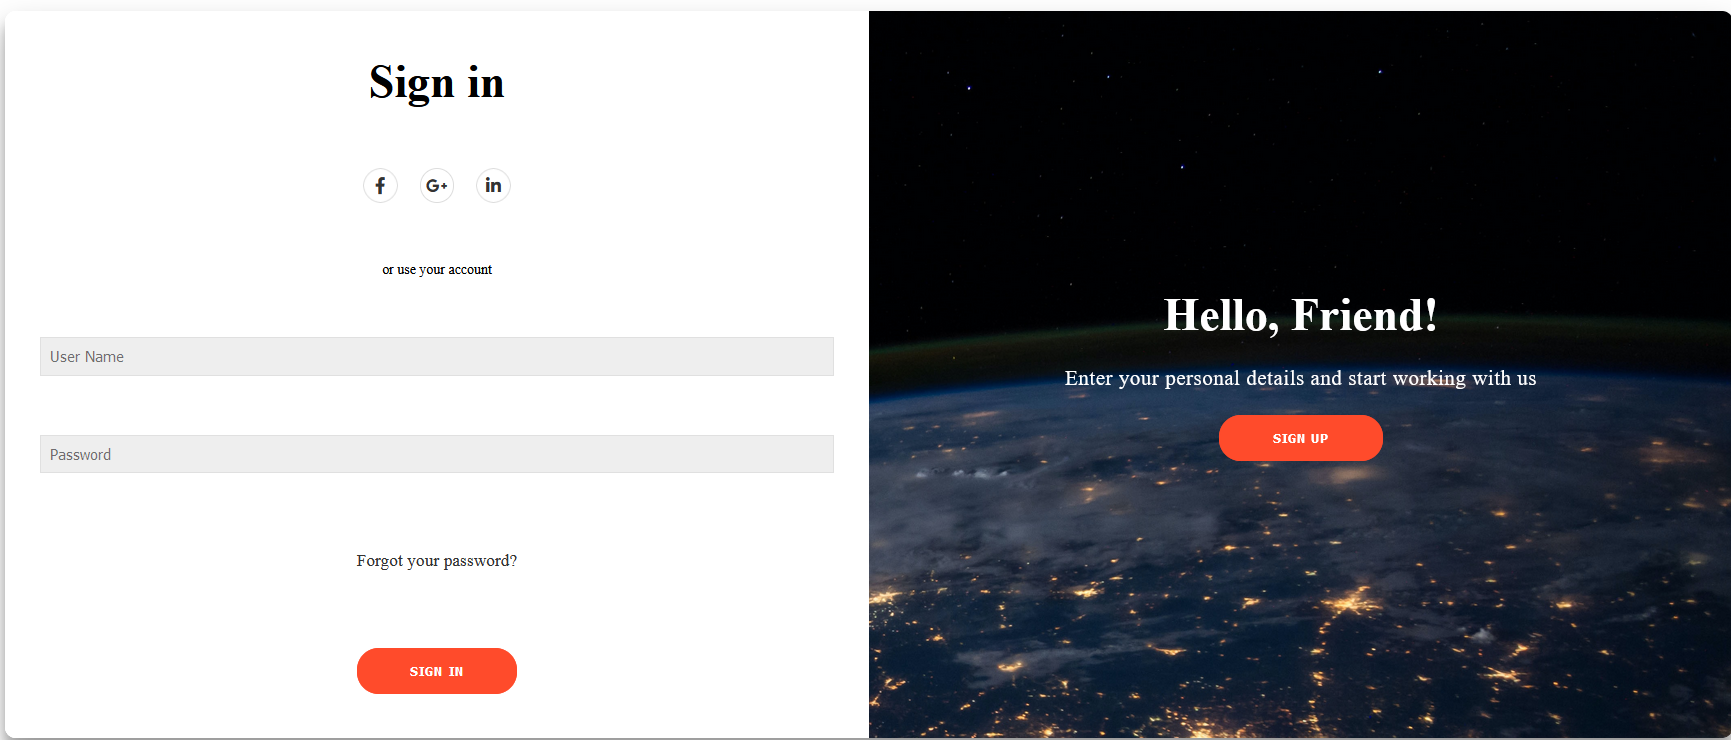 Sign in
f G+ in
or use your account
User Name
Password
Forgot your password?
SIGN IN
Hello, Friend!
Enter your personal details and start working with us
SIGN UP